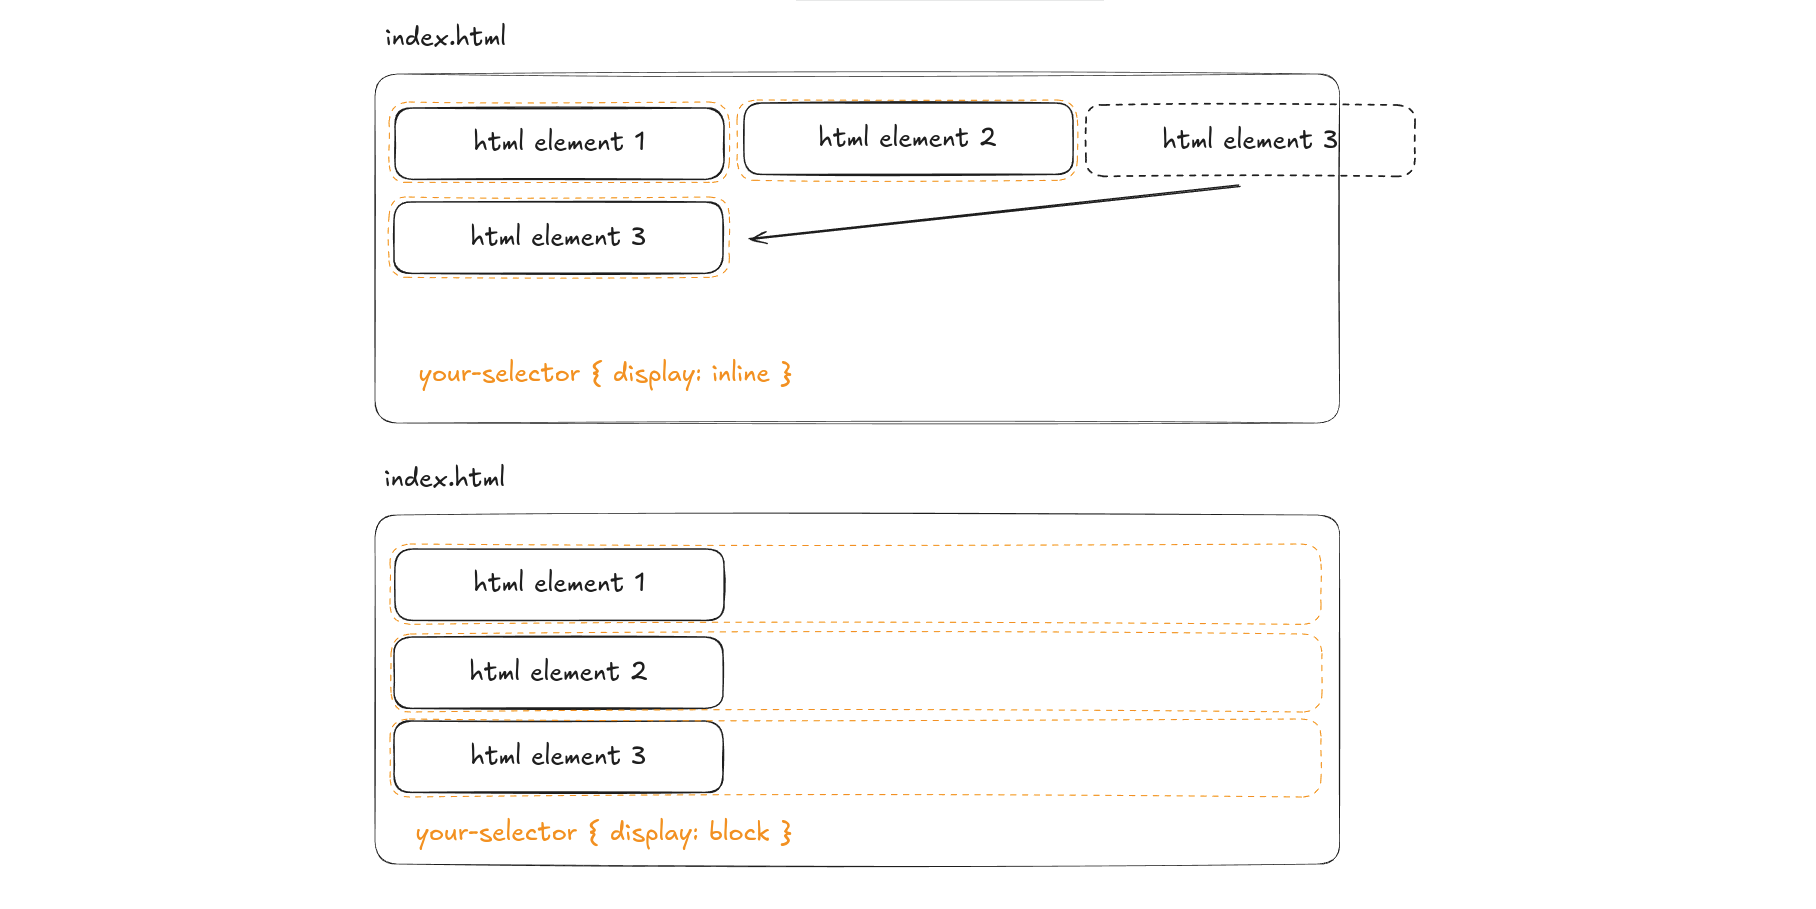 index.html
html element 1
html element 2
html element 3
html element 3
your-selector { display: inline }
index.html
html element 1
html element 2
html element 3
your-selector { display: block }